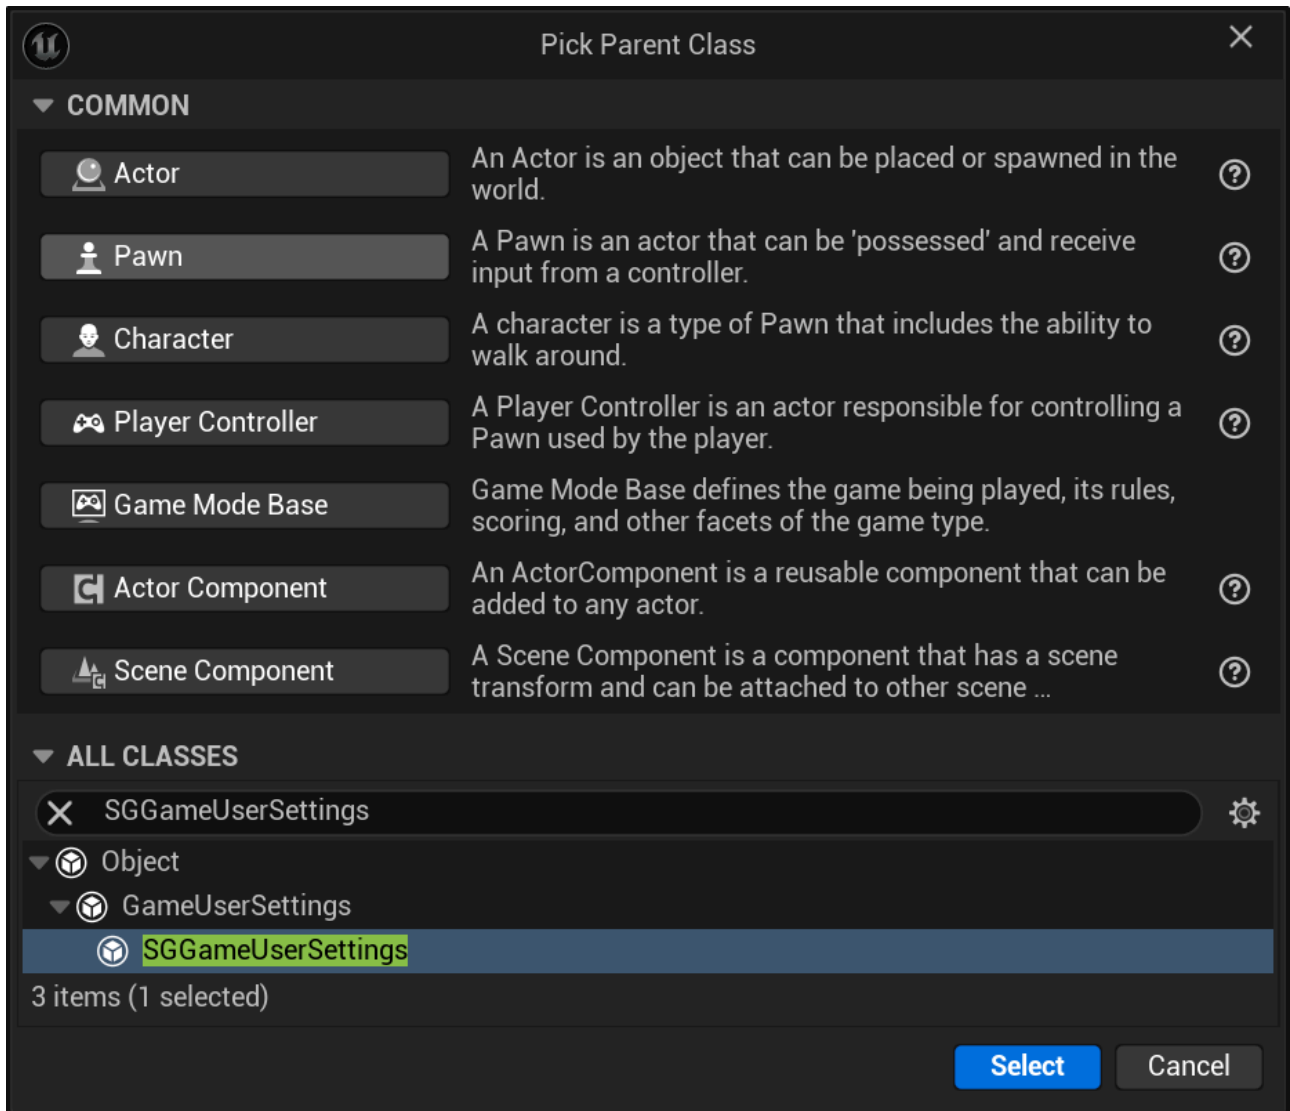 Pick Parent Class
COMMON
Actor
An Actor is an object that can be placed or spawned in the
world.
Pawn
A Pawn is an actor that can be 'possessed' and receive
input from a controller.
Character
A character is a type of Pawn that includes the ability to
walk around.
Player Controller
A Player Controller is an actor responsible for controlling a
Pawn used by the player.
Game Mode Base
Game Mode Base defines the game being played, its rules,
scoring, and other facets of the game type.
Actor Component
An ActorComponent is a reusable component that can be
added to any actor.
Scene Component
A Scene Component is a component that has a scene
transform and can be attached to other scene ...
ALL CLASSES
SGGameUserSettings
Object
GameUserSettings
SGGameUserSettings
3 items (1 selected)
Select
Cancel